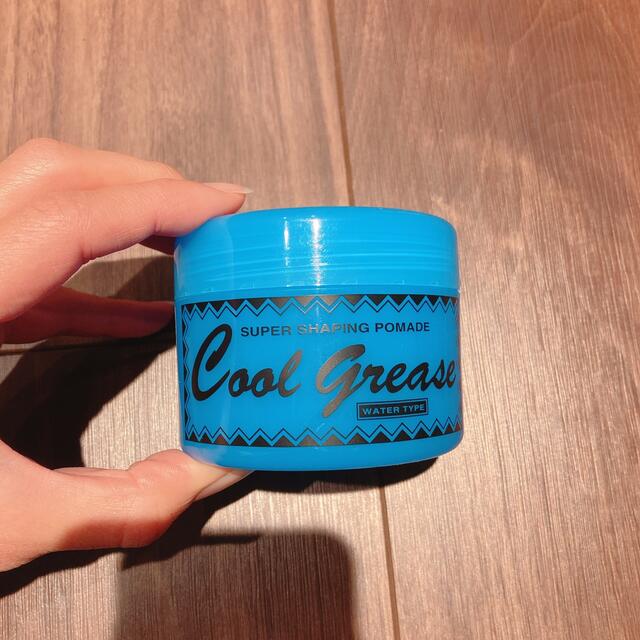 SUPER SHAPING POMADE
Cool Grease
WATER TYPE